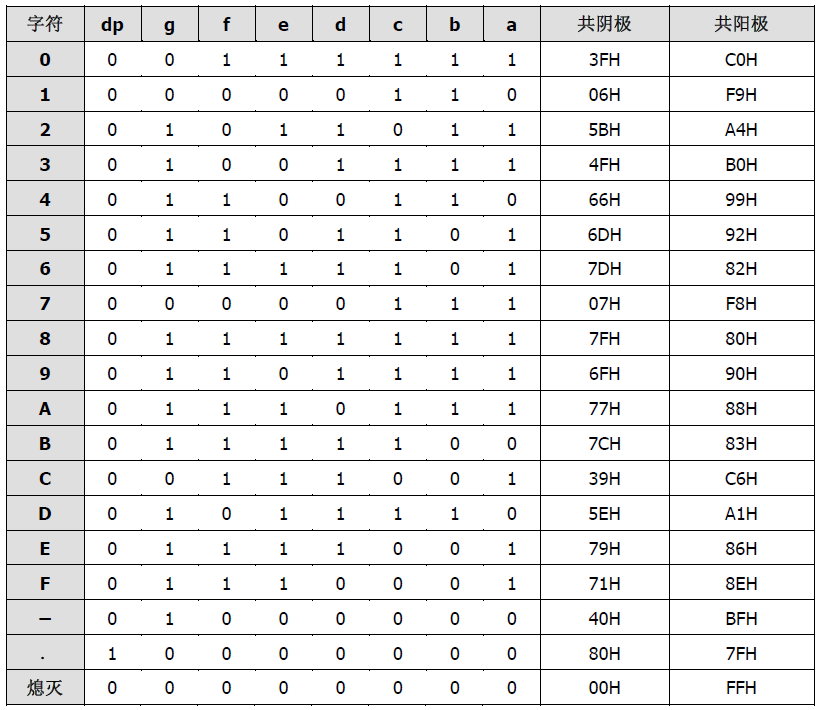 字符 dp g f e d c b a 共阴极 共阳极
0 0 0 1 1 1 1 1 1 3FH C0H
1 0 0 0 0 0 1 1 0 06H F9H
2 0 1 0 1 1 0 1 1 5BH A4H
3 0 1 0 0 1 1 1 1 4FH B0H
4 0 1 1 0 0 1 1 0 66H 99H
5 0 1 1 0 1 1 0 1 6DH 92H
6 0 1 1 1 1 1 0 1 7DH 82H
7 0 0 0 0 0 1 1 1 07H F8H
8 0 1 1 1 1 1 1 1 7FH 80H
9 0 1 1 0 1 1 1 1 6FH 90H
A 0 1 1 1 0 1 1 1 77H 88H
B 0 1 1 1 1 1 0 0 7CH 83H
C 0 0 1 1 1 0 0 1 39H C6H
D 0 1 0 1 1 1 1 0 5EH A1H
E 0 1 1 1 1 0 0 1 79H 86H
F 0 1 1 1 0 0 0 1 71H 8EH
− 0 1 0 0 0 0 0 0 40H BFH
. 1 0 0 0 0 0 0 0 80H 7FH
熄灭 0 0 0 0 0 0 0 0 00H FFH